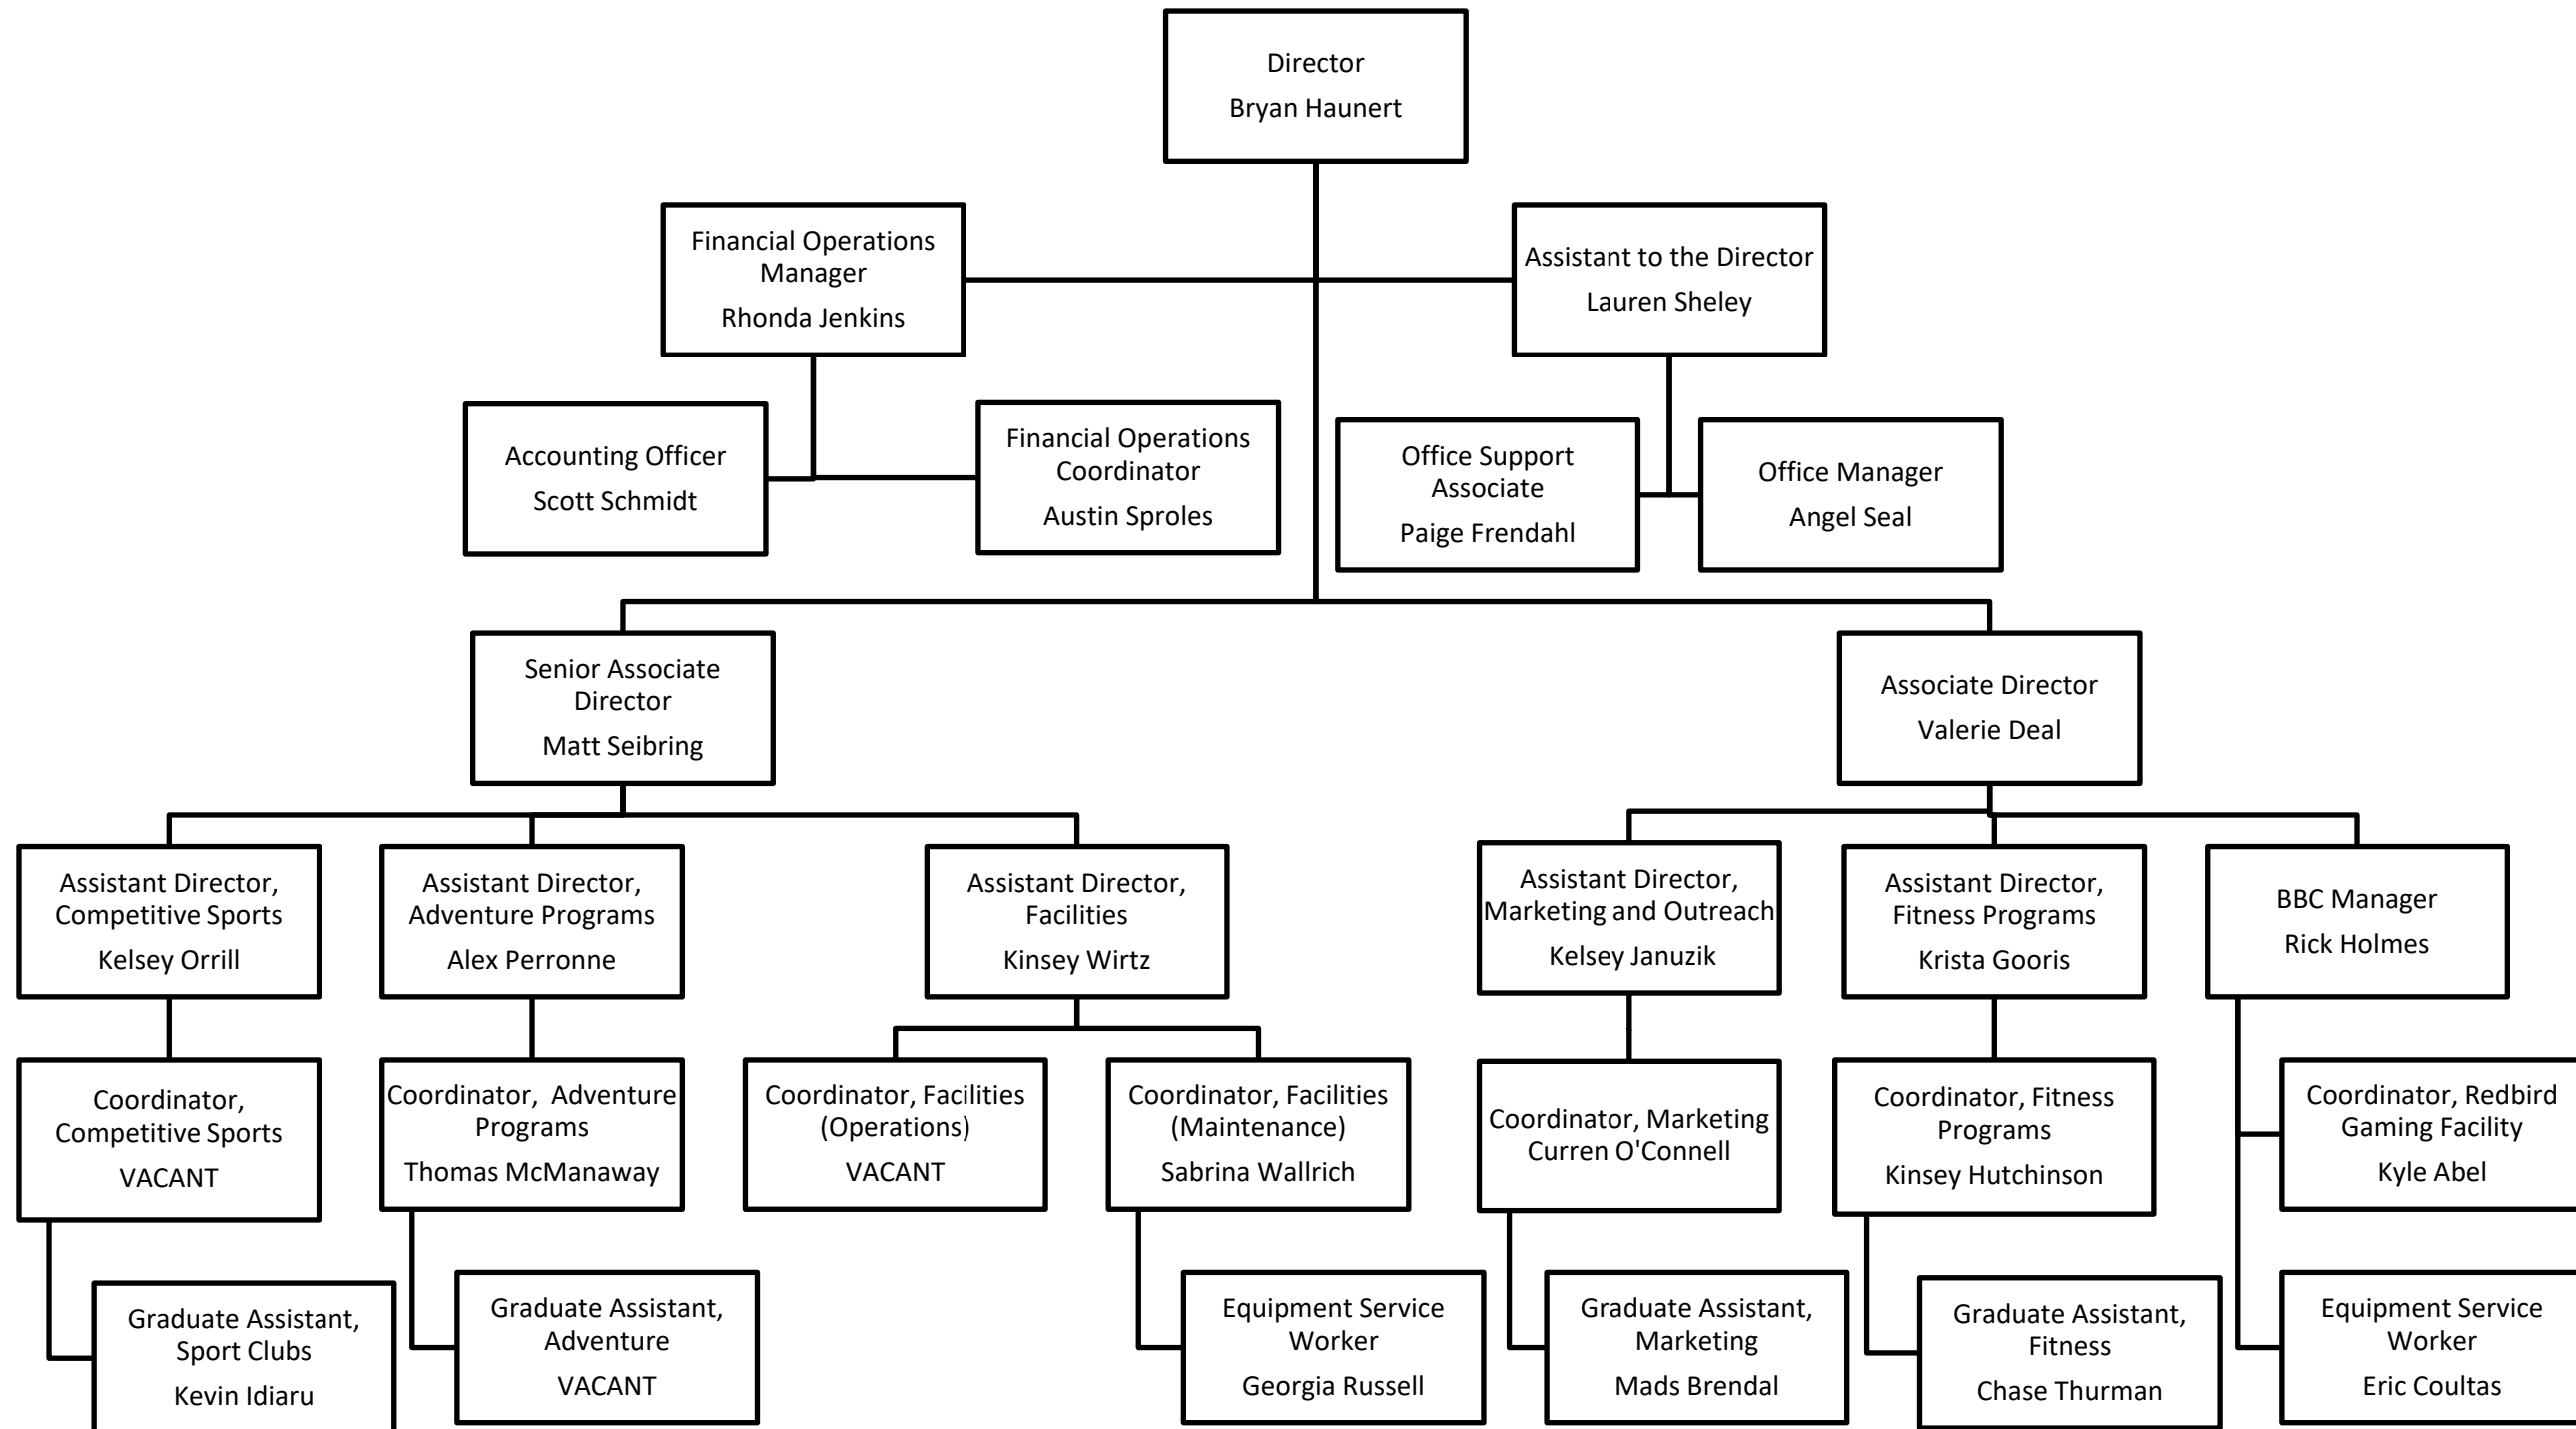 Director
Bryan Haunert
Financial Operations
Manager
Rhonda Jenkins
Assistant to the Director
Lauren Sheley
Accounting Officer
Scott Schmidt
Financial Operations
Coordinator
Austin Sproles
Office Support
Associate
Paige Frendahl
Office Manager
Angel Seal
Senior Associate
Director
Matt Seibring
Associate Director
Valerie Deal
Assistant Director,
Competitive Sports
Kelsey Orrill
Assistant Director,
Adventure Programs
Alex Perronne
Assistant Director,
Facilities
Kinsey Wirtz
Assistant Director,
Marketing and Outreach
Kelsey Januzik
Assistant Director,
Fitness Programs
Krista Gooris
BBC Manager
Rick Holmes
Coordinator,
Competitive Sports
VACANT
Coordinator, Adventure
Programs
Thomas McManaway
Coordinator, Facilities
(Operations)
VACANT
Coordinator, Facilities
(Maintenance)
Sabrina Wallrich
Coordinator, Marketing
Curren O'Connell
Coordinator, Fitness
Programs
Kinsey Hutchinson
Coordinator, Redbird
Gaming Facility
Kyle Abel
Graduate Assistant,
Sport Clubs
Kevin Idiaru
Graduate Assistant,
Adventure
VACANT
Equipment Service
Worker
Georgia Russell
Graduate Assistant,
Marketing
Mads Brendal
Graduate Assistant,
Fitness
Chase Thurman
Equipment Service
Worker
Eric Coultas